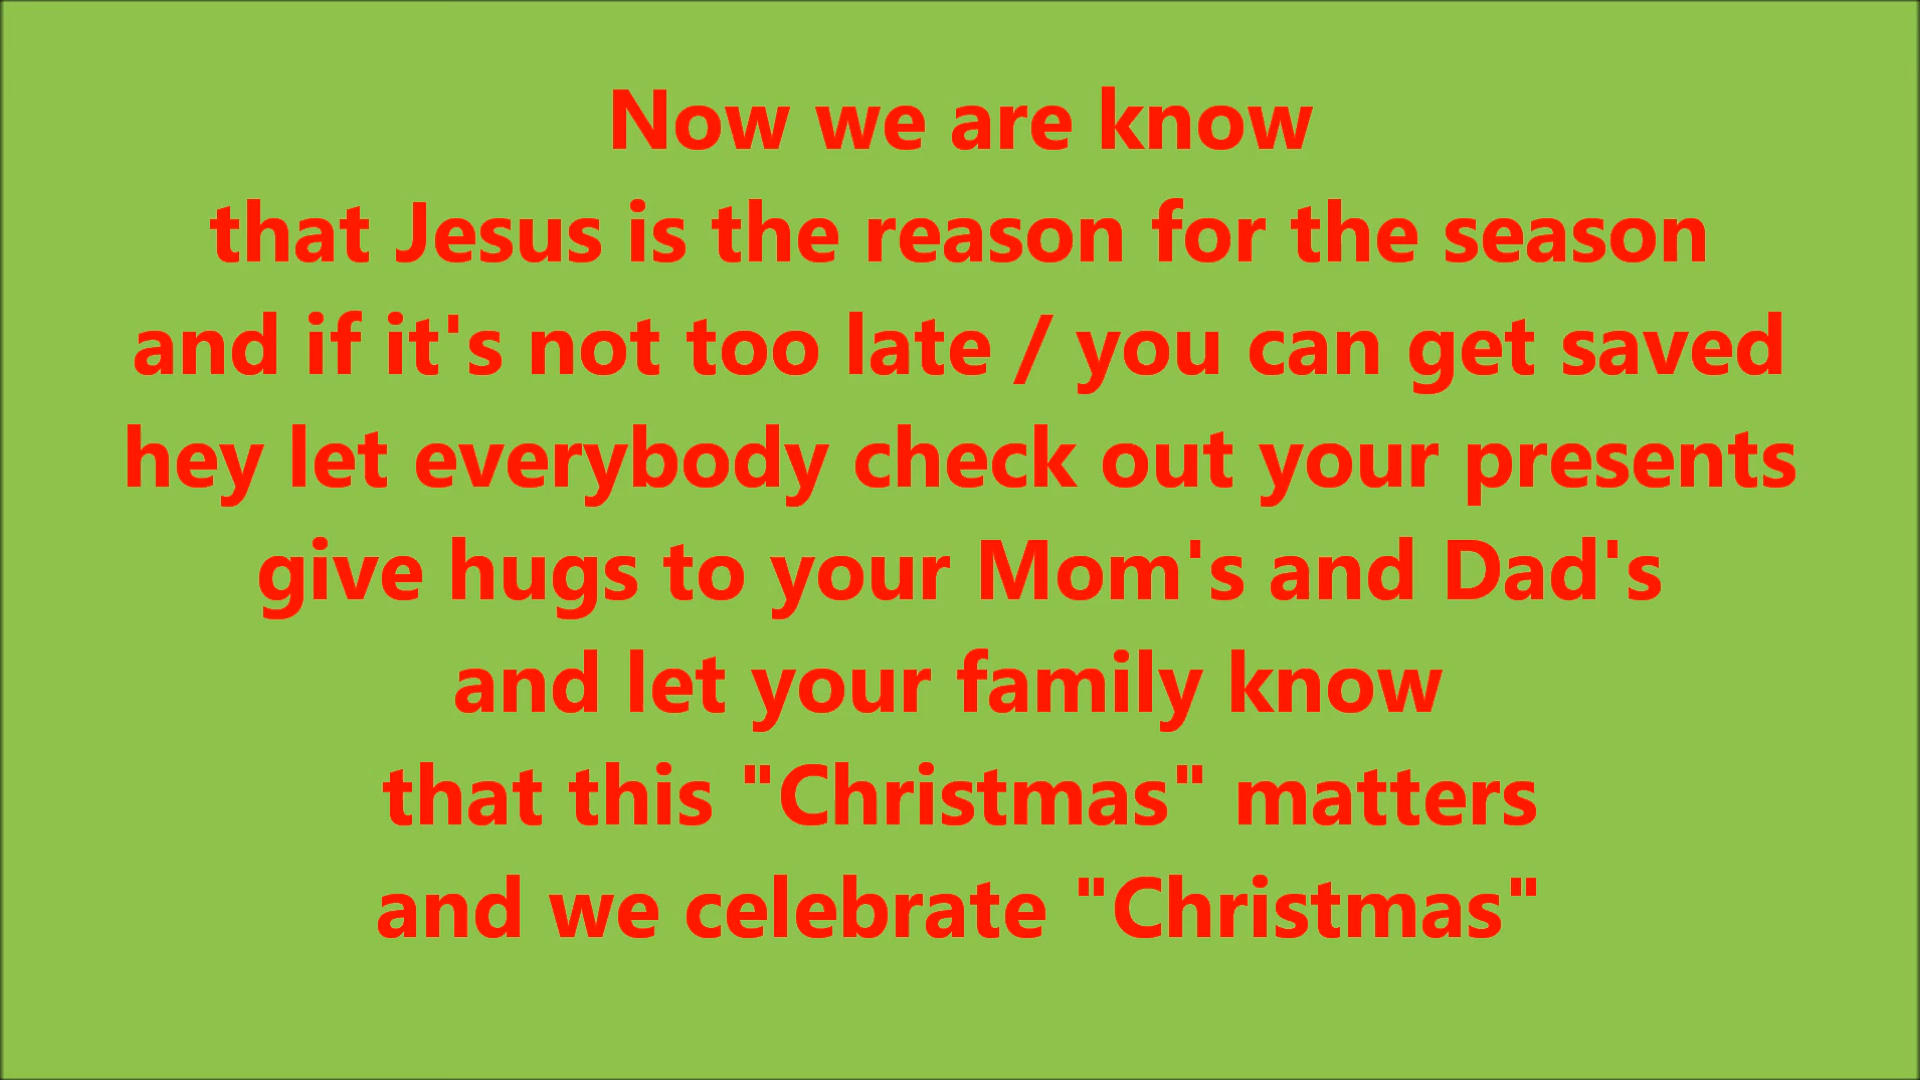 Now we are know
that Jesus is the reason for the season
and if it's not too late / you can get saved
hey let everybody check out your presents
give hugs to your Mom's and Dad's
and let your family know
that this "Christmas" matters
and we celebrate "Christmas"